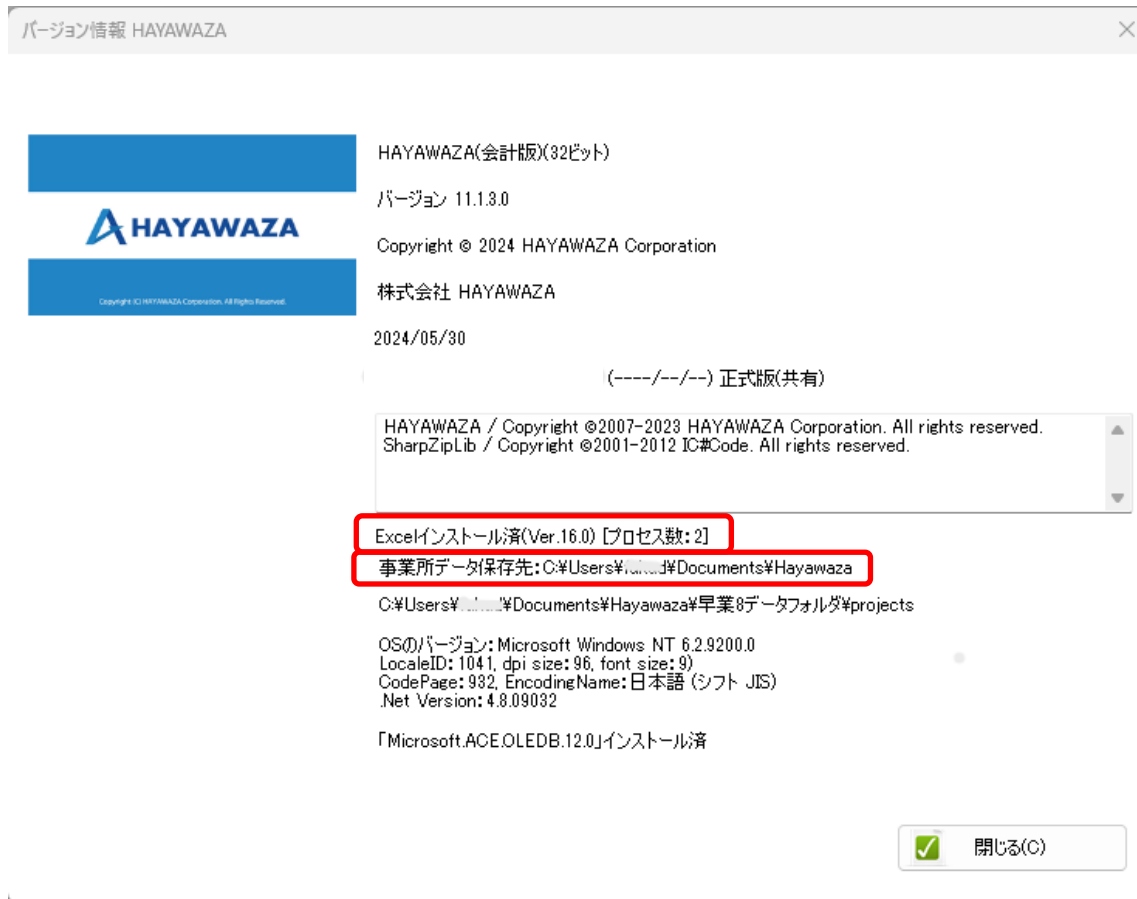 バージョン情報 HAYAWAZA
HAYAWAZA
Copyright (C) HAYAWAZA Corporation. All Rights Reserved.
HAYAWAZA(会計版)(32ビット)
バージョン 11.1.3.0
Copyright © 2024 HAYAWAZA Corporation
株式会社 HAYAWAZA
2024/05/30
(----/--/--) 正式版(共有)
HAYAWAZA / Copyright ©2007-2023 HAYAWAZA Corporation. All rights reserved.
SharpZipLib / Copyright ©2001-2012 IC#Code. All rights reserved.
Excelインストール済(Ver.16.0) [プロセス数:2]
事業所データ保存先:C:¥Users¥ ¥Documents¥Hayawaza
C:¥Users¥ ¥Documents¥Hayawaza¥早業8データフォルダ¥projects
OSのバージョン:Microsoft Windows NT 6.2.9200.0
LocaleID:1041, dpi size:96, font size:9)
CodePage:932, EncodingName:日本語 (シフト JIS)
.Net Version:4.8.09032
「Microsoft.ACE.OLEDB.12.0」インストール済
閉じる(C)